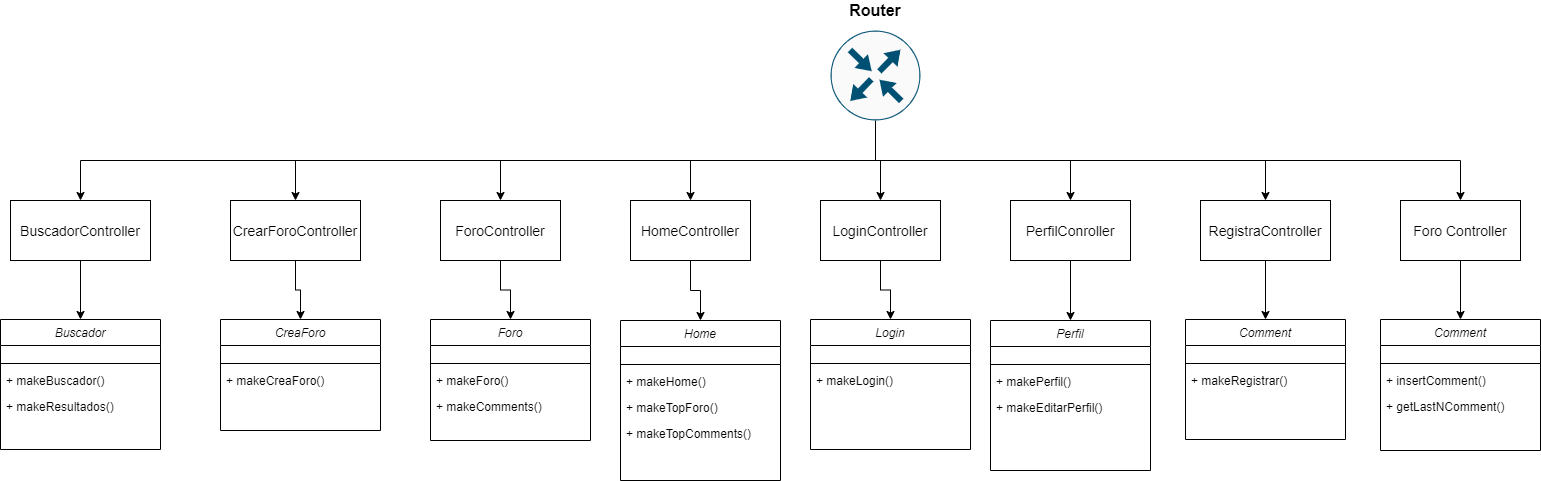 Router
BuscadorController
CrearForoController
ForoController
HomeController
LoginController
PerfilConroller
RegistraController
Foro Controller
Buscador
+ makeBuscador()
+ makeResultados()
CreaForo
+ makeCreaForo()
Foro
+ makeForo()
+ makeComments()
Home
+ makeHome()
+ makeTopForo()
+ makeTopComments()
Login
+ makeLogin()
Perfil
+ makePerfil()
+ makeEditarPerfil()
Comment
+ makeRegistrar()
Comment
+ insertComment()
+ getLastNComment()